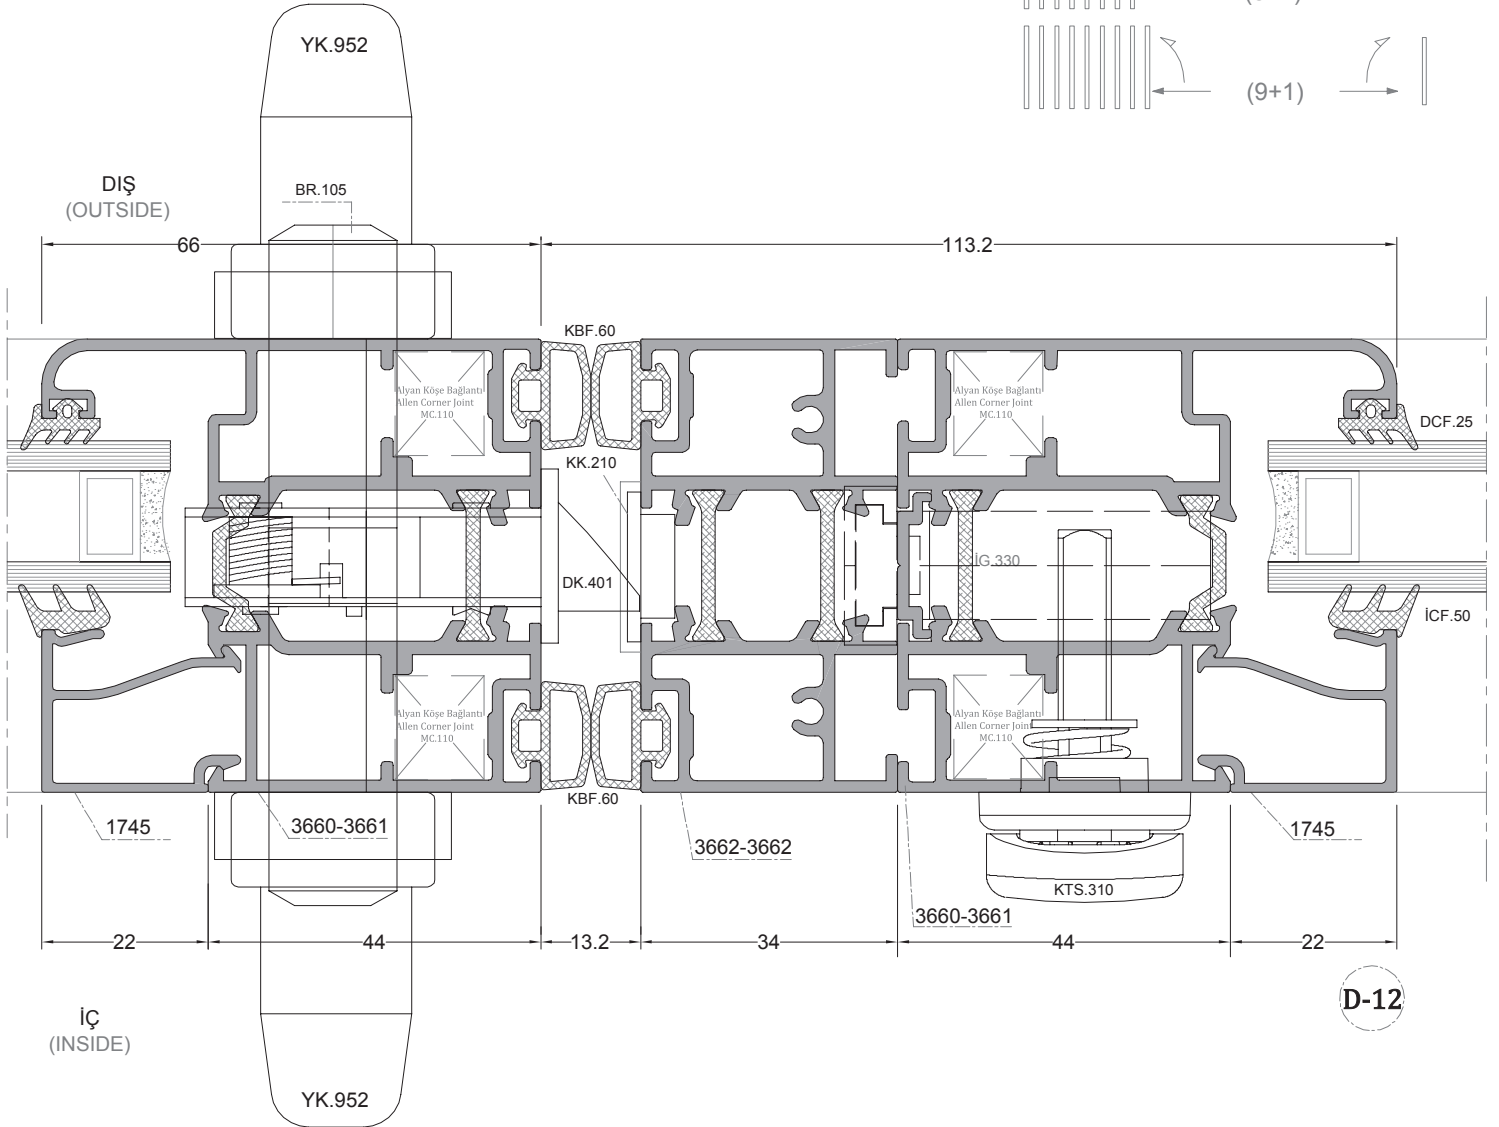 YK.952
(9+1)
DIŞ
(OUTSIDE)
BR.105
66
113.2
KBF.60
Alyan Köşe Bağlantı
Allen Corner Joint
MC.110
Alyan Köşe Bağlantı
Allen Corner Joint
MC.110
DCF.25
KK.210
DK.401
İG.330
İCF.50
Alyan Köşe Bağlantı
Allen Corner Joint
MC.110
Alyan Köşe Bağlantı
Allen Corner Joint
MC.110
KBF.60
1745
3660-3661
3662-3662
1745
KTS.310
3660-3661
22
44
13.2
34
44
22
D-12
İÇ
(INSIDE)
YK.952